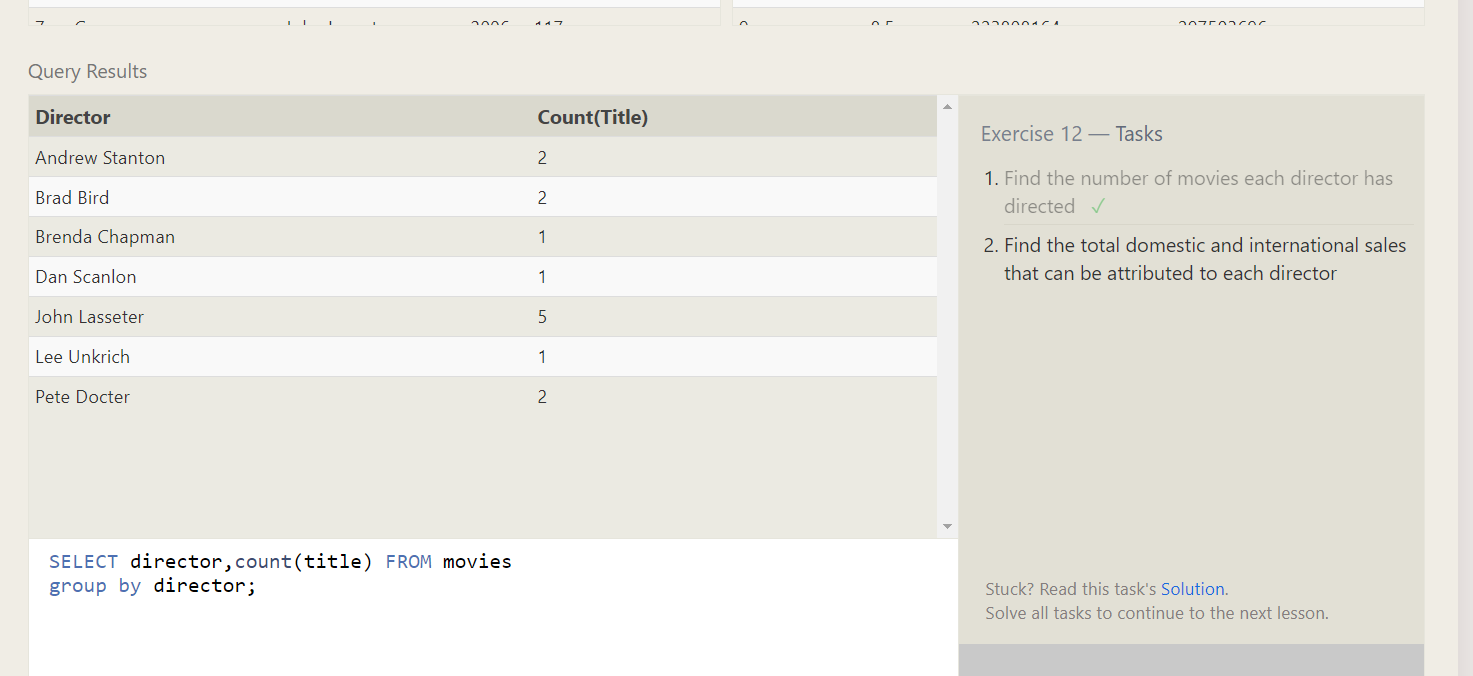 Query Results
Director Count(Title)
Andrew Stanton 2
Brad Bird 2
Brenda Chapman 1
Dan Scanlon 1
John Lasseter 5
Lee Unkrich 1
Pete Docter 2
SELECT director,count(title) FROM movies
group by director;
Exercise 12 — Tasks
1. Find the number of movies each director has
directed ✓
2. Find the total domestic and international sales
that can be attributed to each director
Stuck? Read this task's Solution.
Solve all tasks to continue to the next lesson.